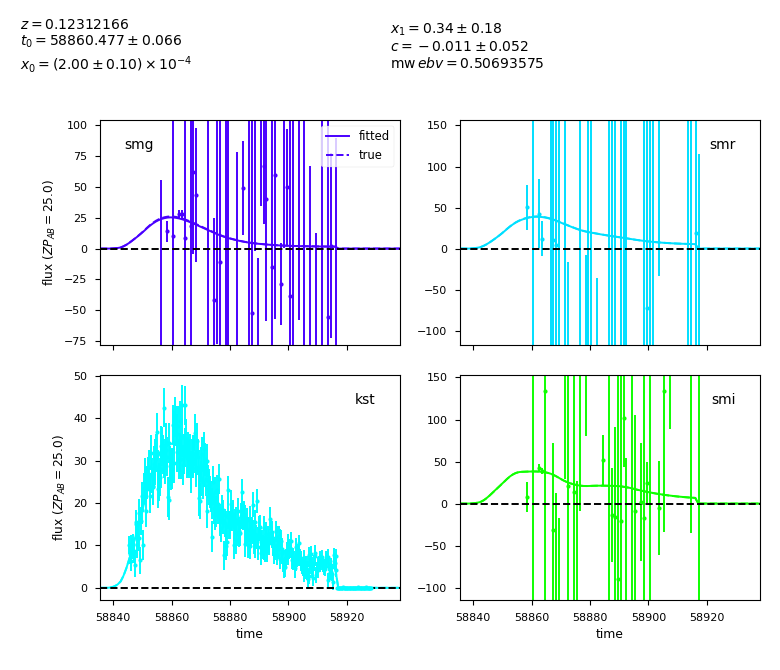 z = 0.12312166
t0 = 58860.477 ± 0.066
x0 = (2.00 ± 0.10) × 10^−4
x1 = 0.34 ± 0.18
c = −0.011 ± 0.052
mw ebv = 0.50693575
smg
fitted
true
100
75
50
25
0
−25
−50
−75
flux (ZP_AB = 25.0)
smr
150
100
50
0
−50
−100
kst
50
40
30
20
10
0
flux (ZP_AB = 25.0)
58840 58860 58880 58900 58920
time
smi
150
100
50
0
−50
−100
58840 58860 58880 58900 58920
time